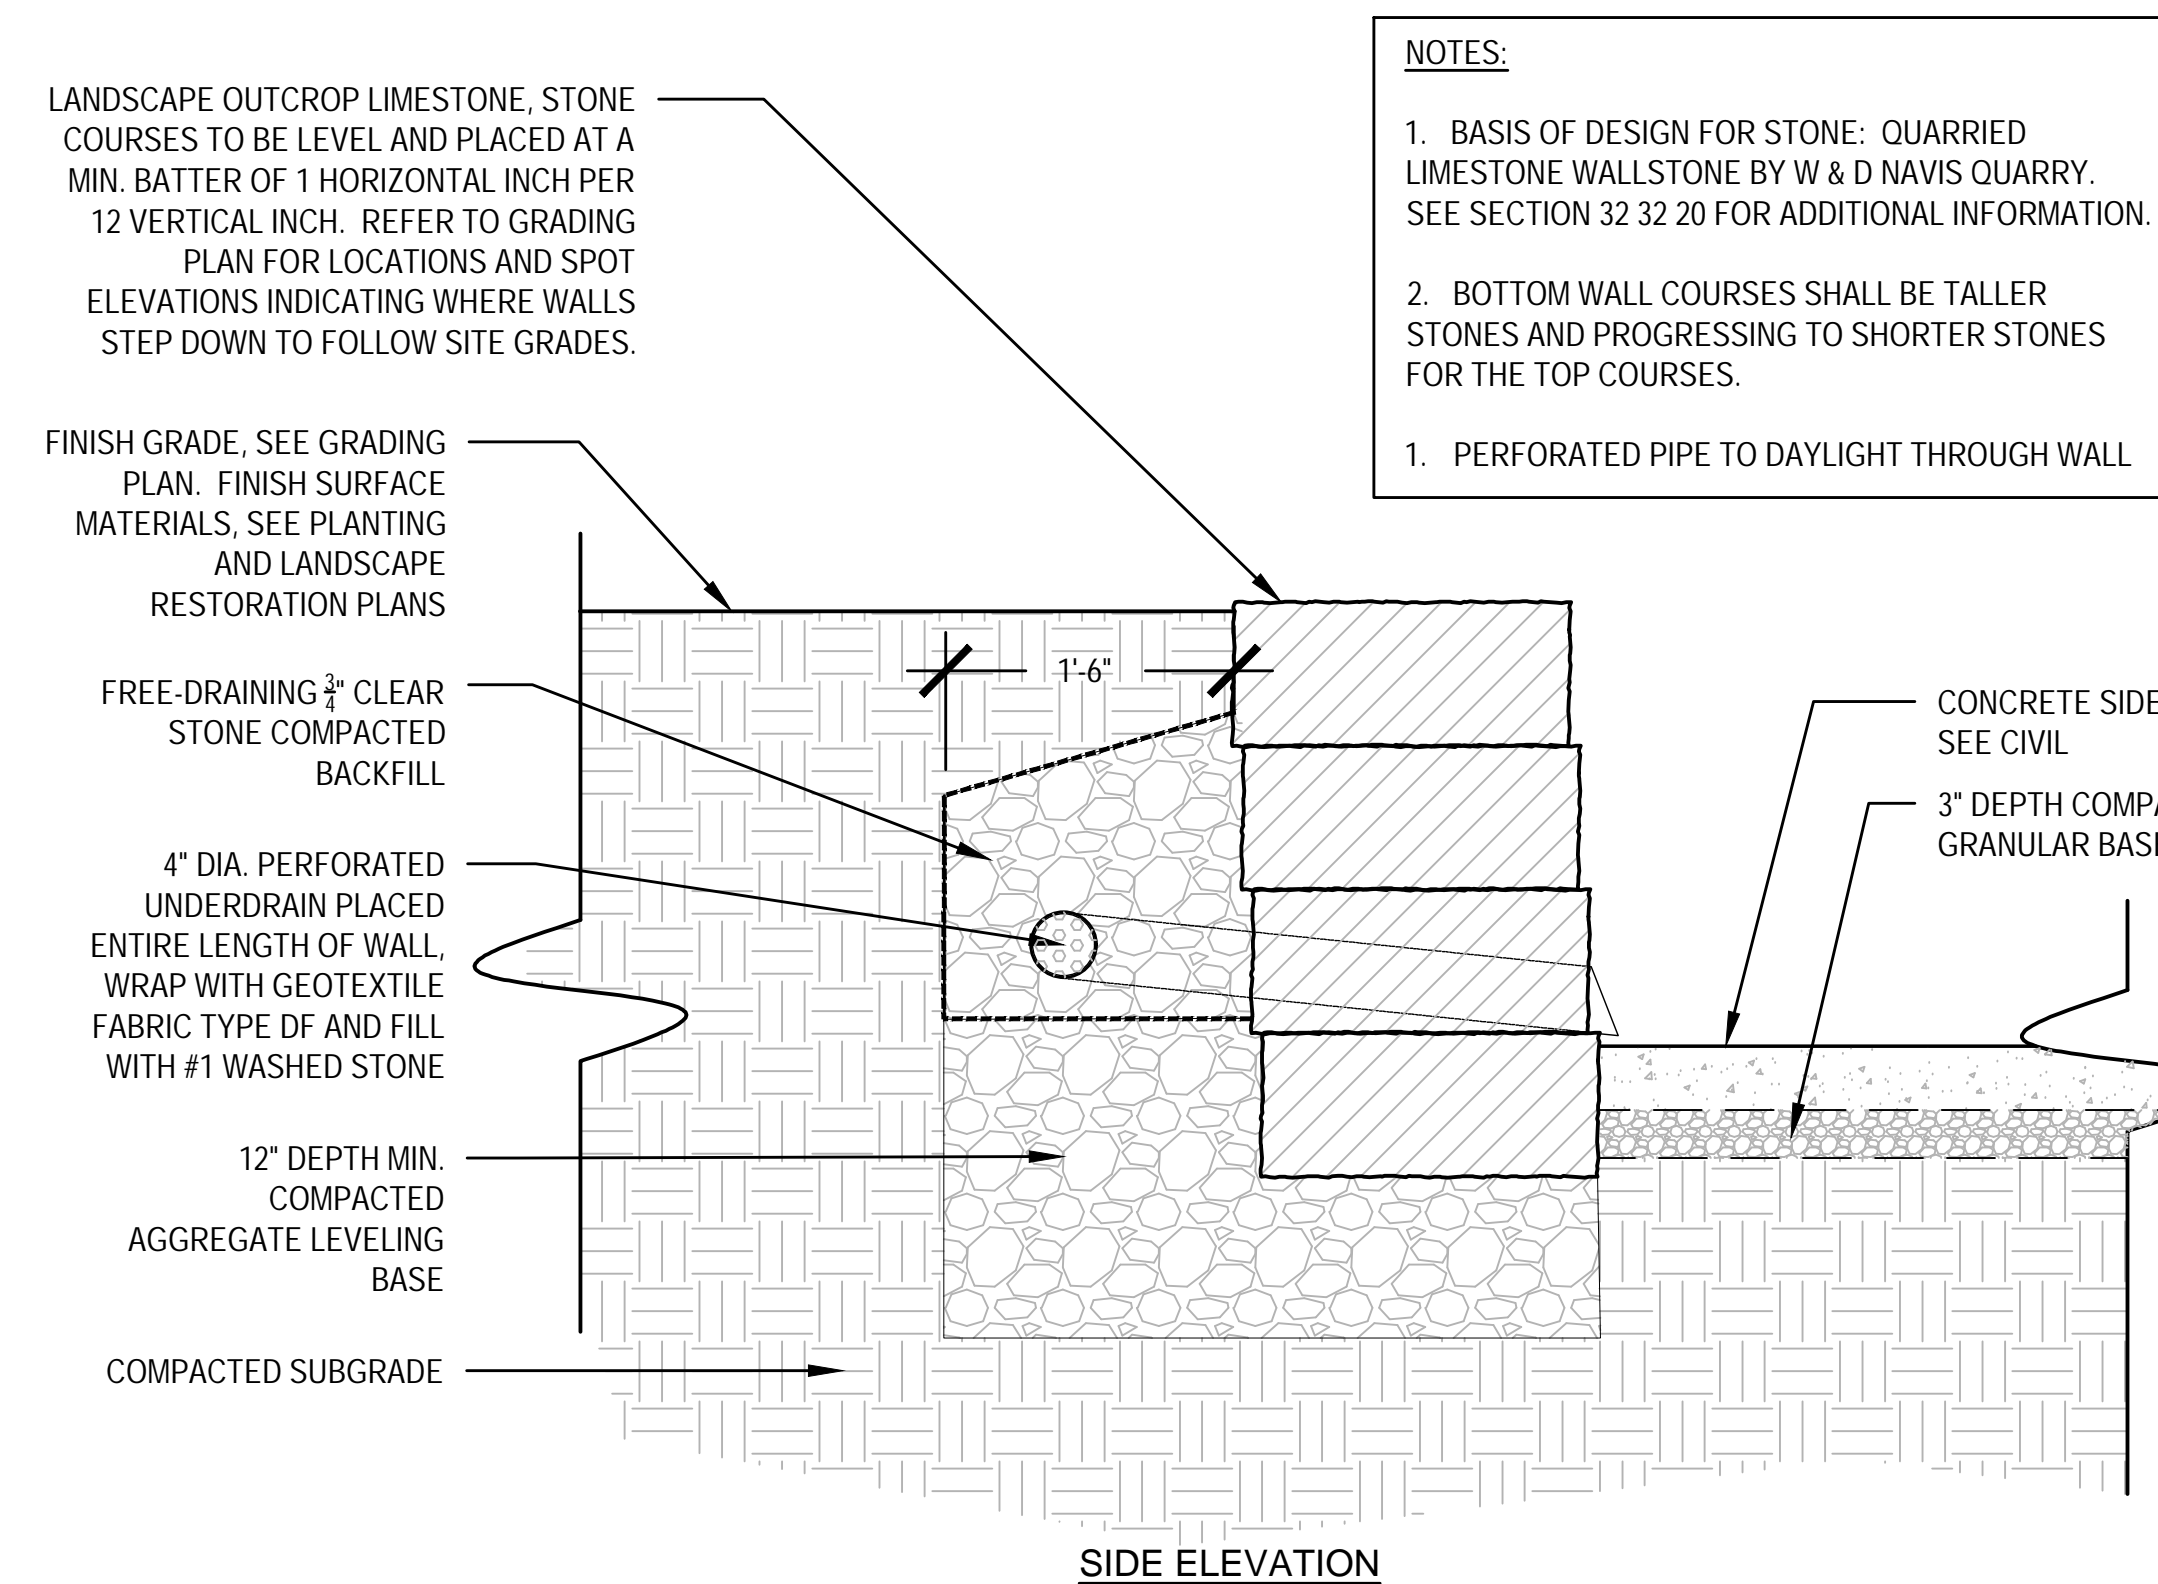 NOTES:
1. BASIS OF DESIGN FOR STONE: QUARRIED
LIMESTONE WALLSTONE BY W & D NAVIS QUARRY.
SEE SECTION 32 32 20 FOR ADDITIONAL INFORMATION.
2. BOTTOM WALL COURSES SHALL BE TALLER
STONES AND PROGRESSING TO SHORTER STONES
FOR THE TOP COURSES.
1. PERFORATED PIPE TO DAYLIGHT THROUGH WALL
LANDSCAPE OUTCROP LIMESTONE, STONE
COURSES TO BE LEVEL AND PLACED AT A
MIN. BATTER OF 1 HORIZONTAL INCH PER
12 VERTICAL INCH. REFER TO GRADING
PLAN FOR LOCATIONS AND SPOT
ELEVATIONS INDICATING WHERE WALLS
STEP DOWN TO FOLLOW SITE GRADES.
FINISH GRADE, SEE GRADING
PLAN. FINISH SURFACE
MATERIALS, SEE PLANTING
AND LANDSCAPE
RESTORATION PLANS
FREE-DRAINING 3/4" CLEAR
STONE COMPACTED
BACKFILL
4" DIA. PERFORATED
UNDERDRAIN PLACED
ENTIRE LENGTH OF WALL,
WRAP WITH GEOTEXTILE
FABRIC TYPE DF AND FILL
WITH #1 WASHED STONE
12" DEPTH MIN.
COMPACTED
AGGREGATE LEVELING
BASE
COMPACTED SUBGRADE
1'-6"
CONCRETE SIDE
SEE CIVIL
3" DEPTH COMPA
GRANULAR BAS
SIDE ELEVATION